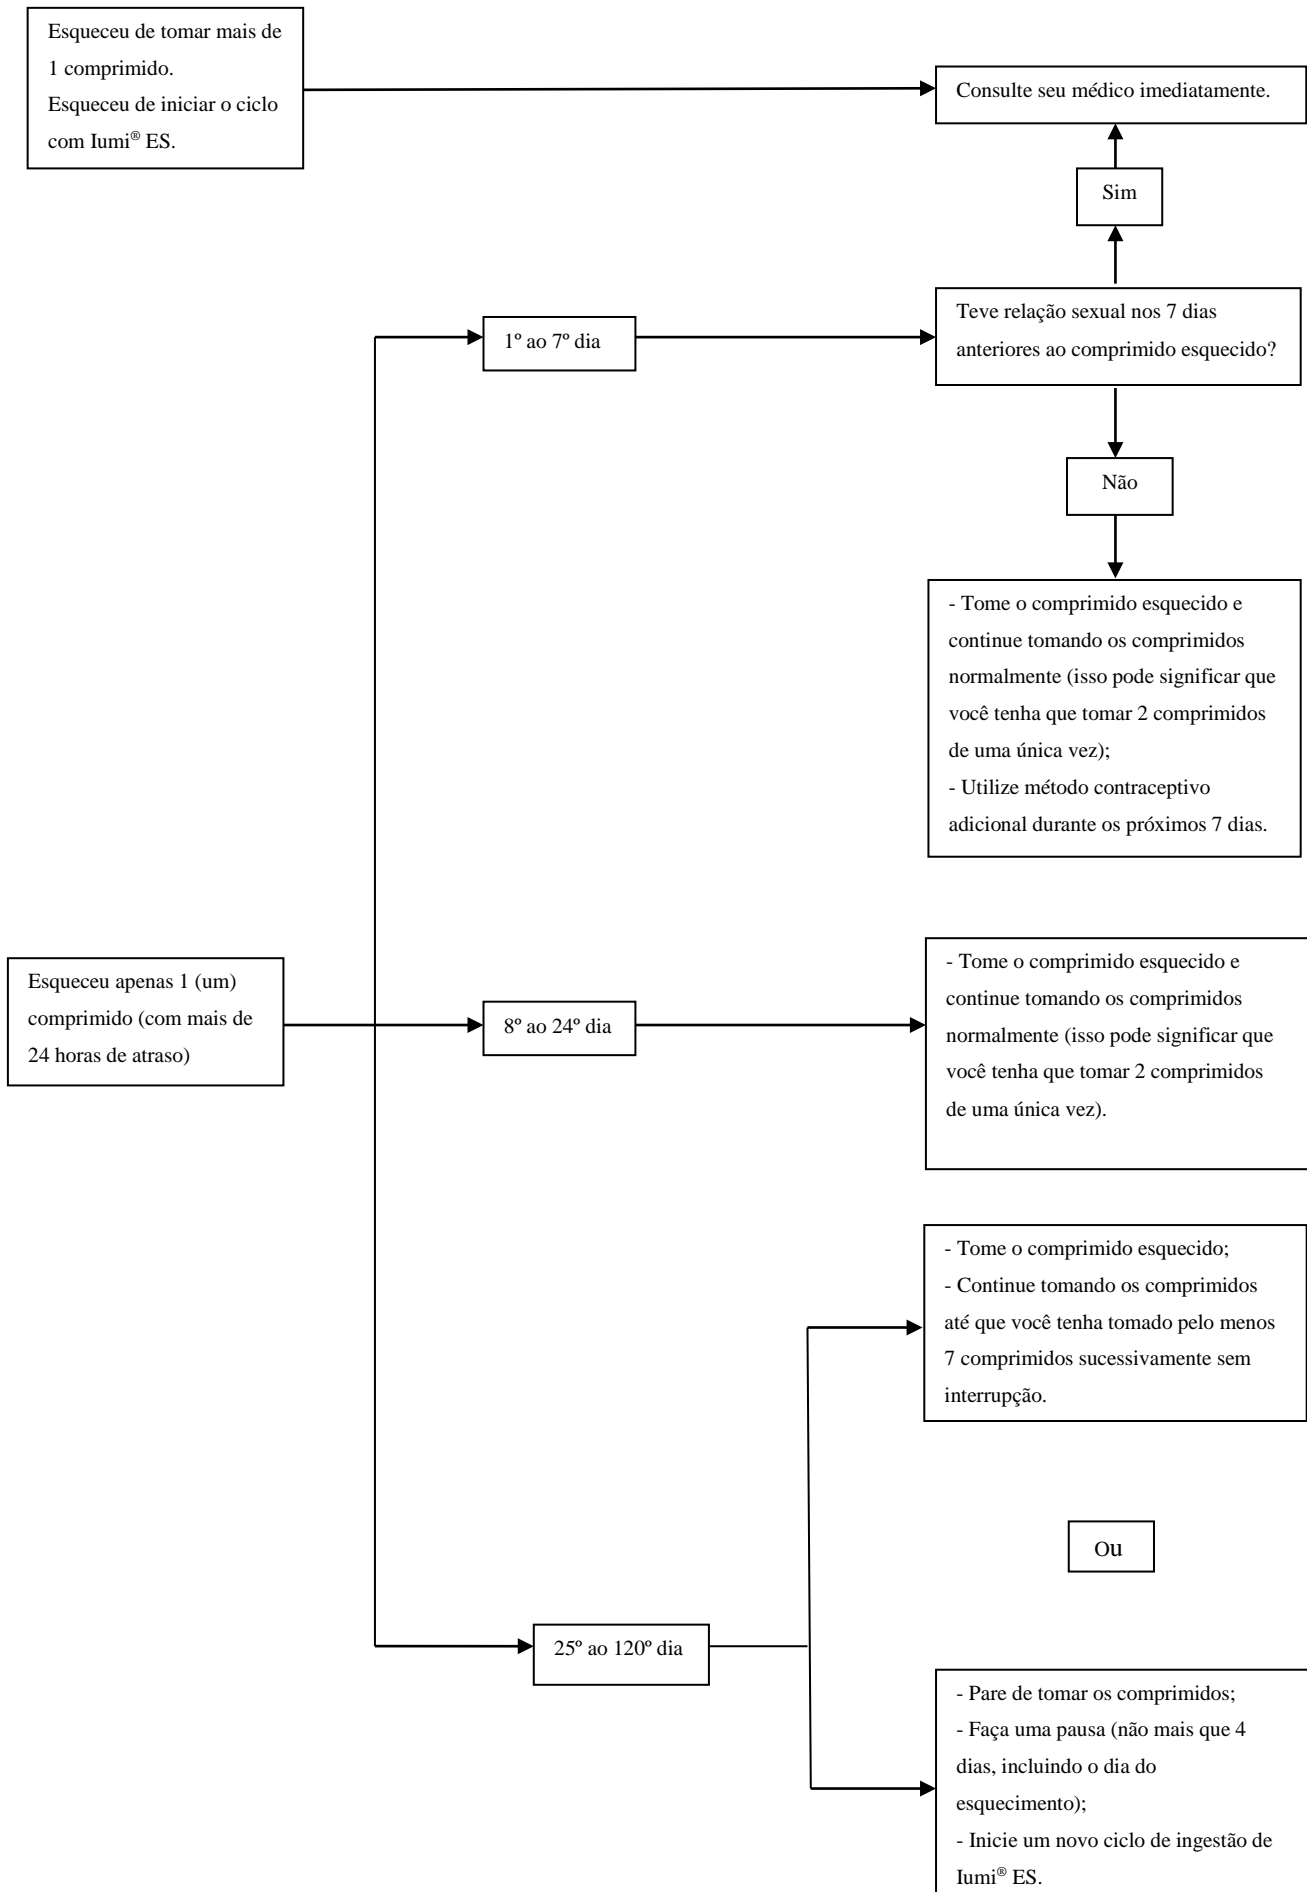 Esqueceu de tomar mais de
1 comprimido.
Esqueceu de iniciar o ciclo
com Iumi® ES.
Consulte seu médico imediatamente.
Sim
Teve relação sexual nos 7 dias
anteriores ao comprimido esquecido?
1º ao 7º dia
Não
- Tome o comprimido esquecido e
continue tomando os comprimidos
normalmente (isso pode significar que
você tenha que tomar 2 comprimidos
de uma única vez);
- Utilize método contraceptivo
adicional durante os próximos 7 dias.
Esqueceu apenas 1 (um)
comprimido (com mais de
24 horas de atraso)
8º ao 24º dia
- Tome o comprimido esquecido e
continue tomando os comprimidos
normalmente (isso pode significar que
você tenha que tomar 2 comprimidos
de uma única vez).
- Tome o comprimido esquecido;
- Continue tomando os comprimidos
até que você tenha tomado pelo menos
7 comprimidos sucessivamente sem
interrupção.
Ou
25º ao 120º dia
- Pare de tomar os comprimidos;
- Faça uma pausa (não mais que 4
dias, incluindo o dia do
esquecimento);
- Inicie um novo ciclo de ingestão de
Iumi® ES.